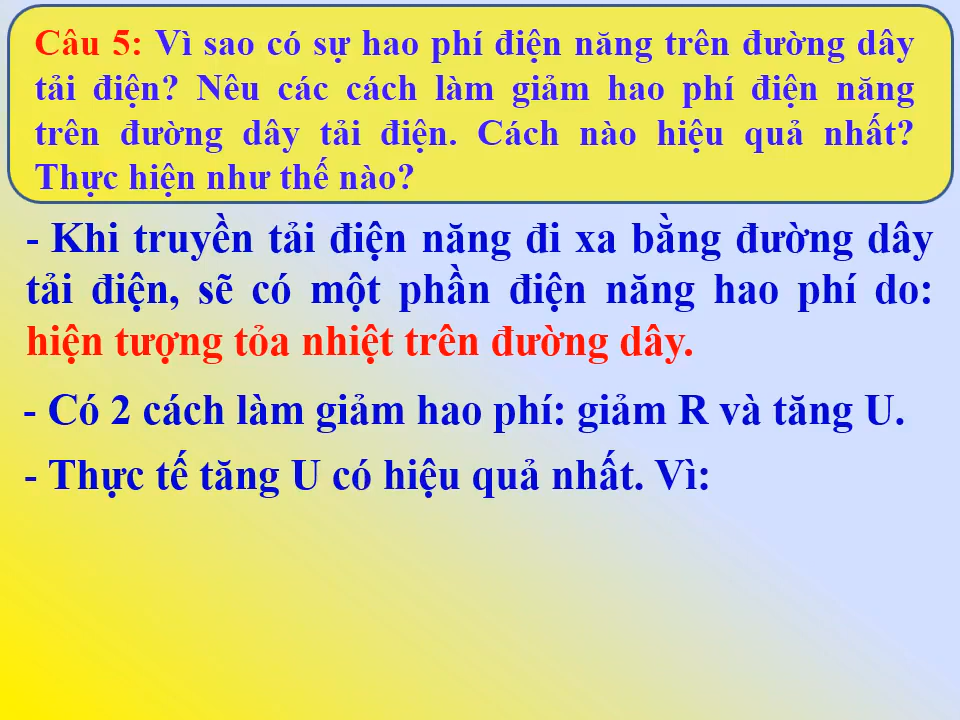 Câu 5: Vì sao có sự hao phí điện năng trên đường dây
tải điện? Nêu các cách làm giảm hao phí điện năng
trên đường dây tải điện. Cách nào hiệu quả nhất?
Thực hiện như thế nào?
- Khi truyền tải điện năng đi xa bằng đường dây
tải điện, sẽ có một phần điện năng hao phí do:
hiện tượng tỏa nhiệt trên đường dây.
- Có 2 cách làm giảm hao phí: giảm R và tăng U.
- Thực tế tăng U có hiệu quả nhất. Vì: